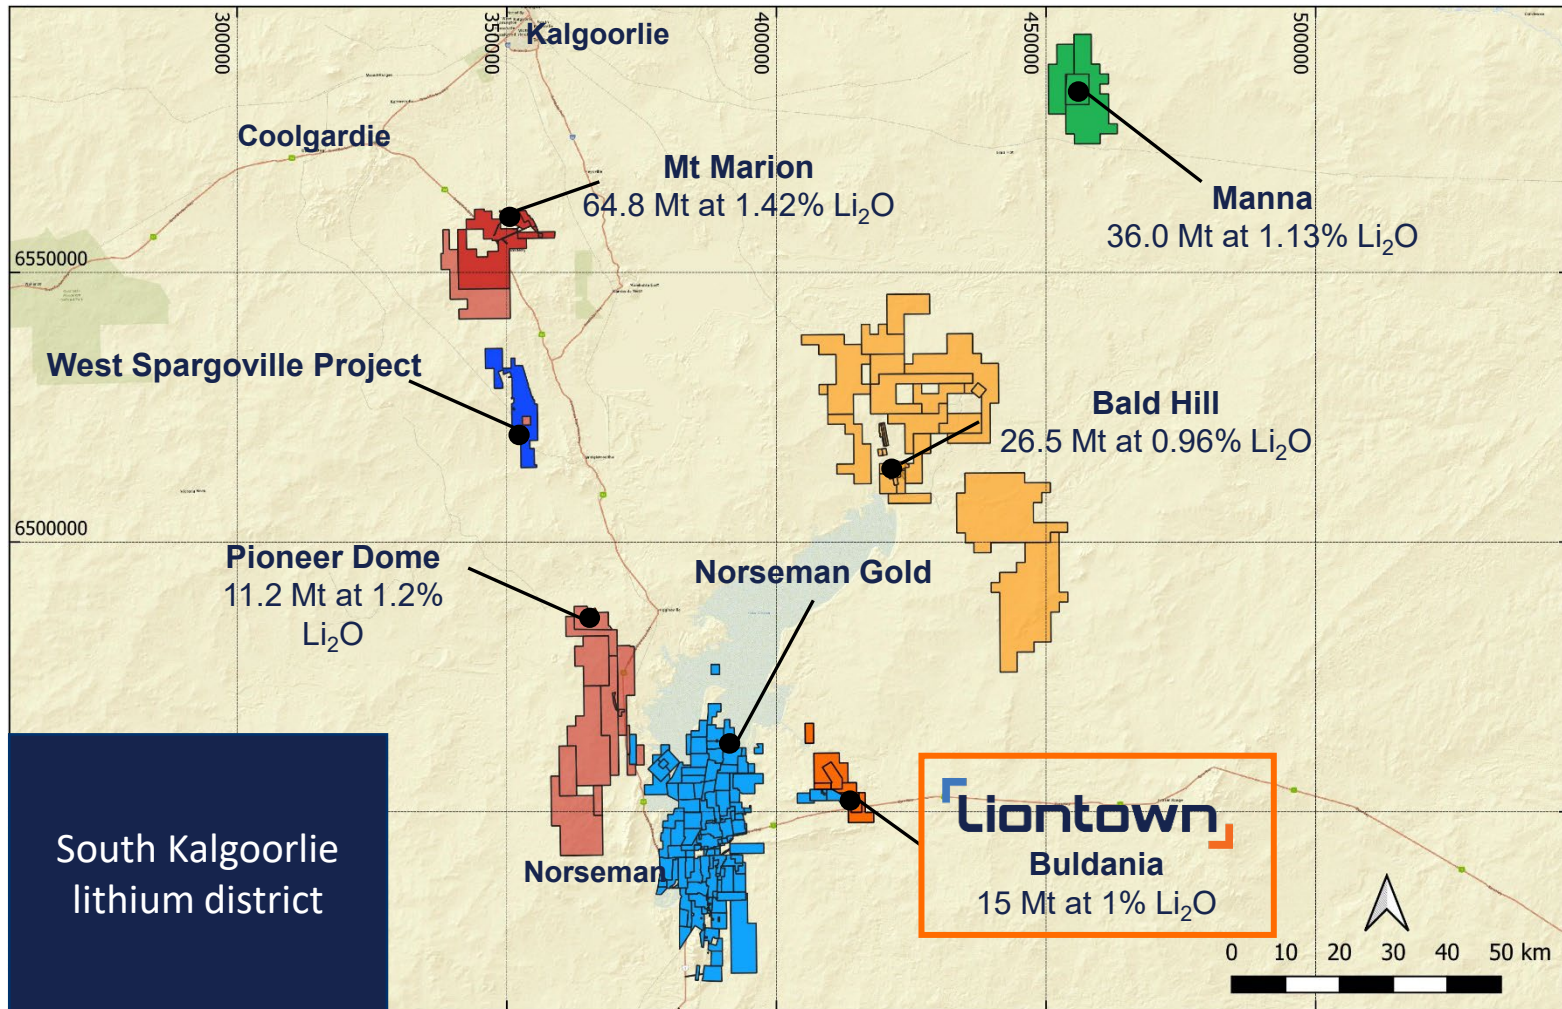 300000
350000
400000
450000
500000
Kalgoorlie
Coolgardie
Mt Marion
64.8 Mt at 1.42% Li₂O
Manna
36.0 Mt at 1.13% Li₂O
6550000
West Spargoville Project
Bald Hill
26.5 Mt at 0.96% Li₂O
6500000
Pioneer Dome
11.2 Mt at 1.2%
Li₂O
Norseman Gold
Liontown
Buldania
15 Mt at 1% Li₂O
Norseman
South Kalgoorlie
lithium district
0 10 20 30 40 50 km